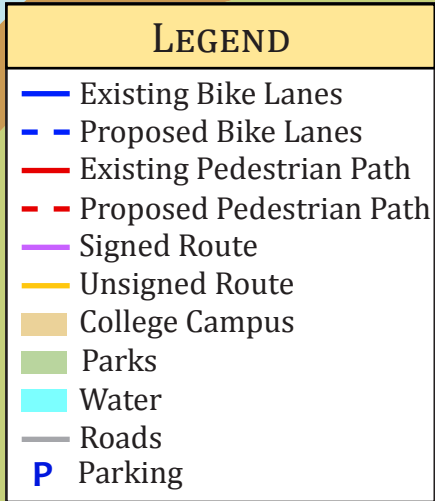 LEGEND
Existing Bike Lanes
Proposed Bike Lanes
Existing Pedestrian Path
Proposed Pedestrian Path
Signed Route
Unsigned Route
College Campus
Parks
Water
Roads
P Parking